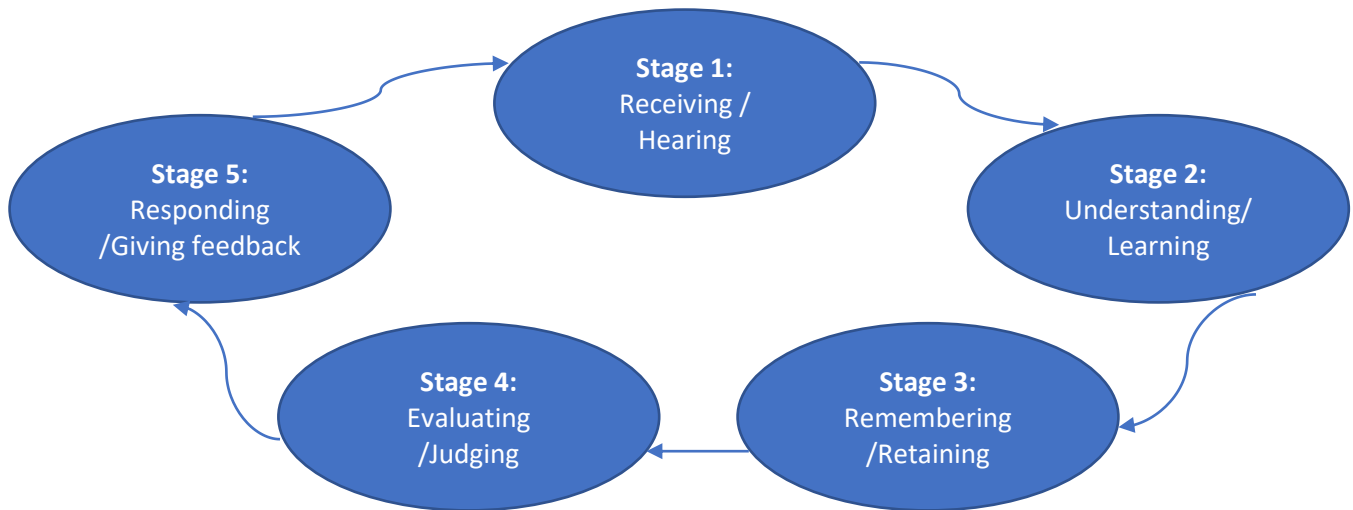 Stage 1:
Receiving /
Hearing
Stage 2:
Understanding/
Learning
Stage 3:
Remembering
/Retaining
Stage 4:
Evaluating
/Judging
Stage 5:
Responding
/Giving feedback